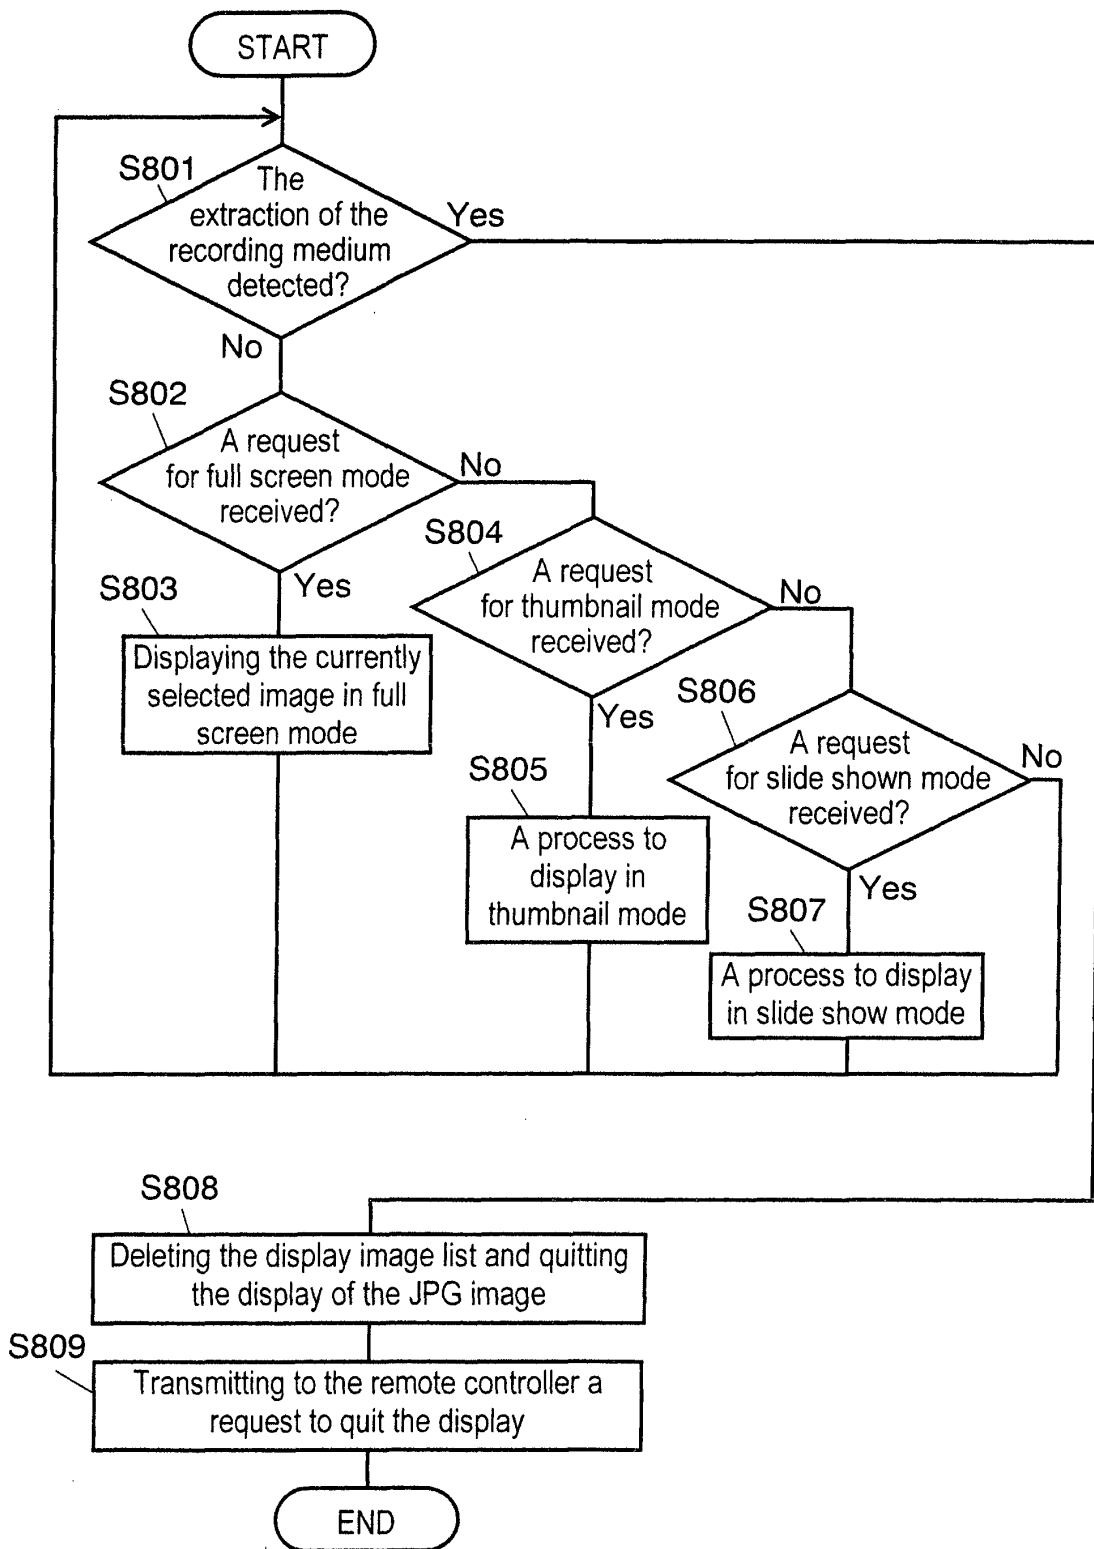 START
S801
The
extraction of the
recording medium
detected?
Yes
No
S802
A request
for full screen mode
received?
No
Yes
S803
Displaying the currently
selected image in full
screen mode
S804
A request
for thumbnail mode
received?
No
Yes
S805
A process to
display in
thumbnail mode
S806
A request
for slide shown mode
received?
No
Yes
S807
A process to display
in slide show mode
S808
Deleting the display image list and quitting
the display of the JPG image
S809
Transmitting to the remote controller a
request to quit the display
END